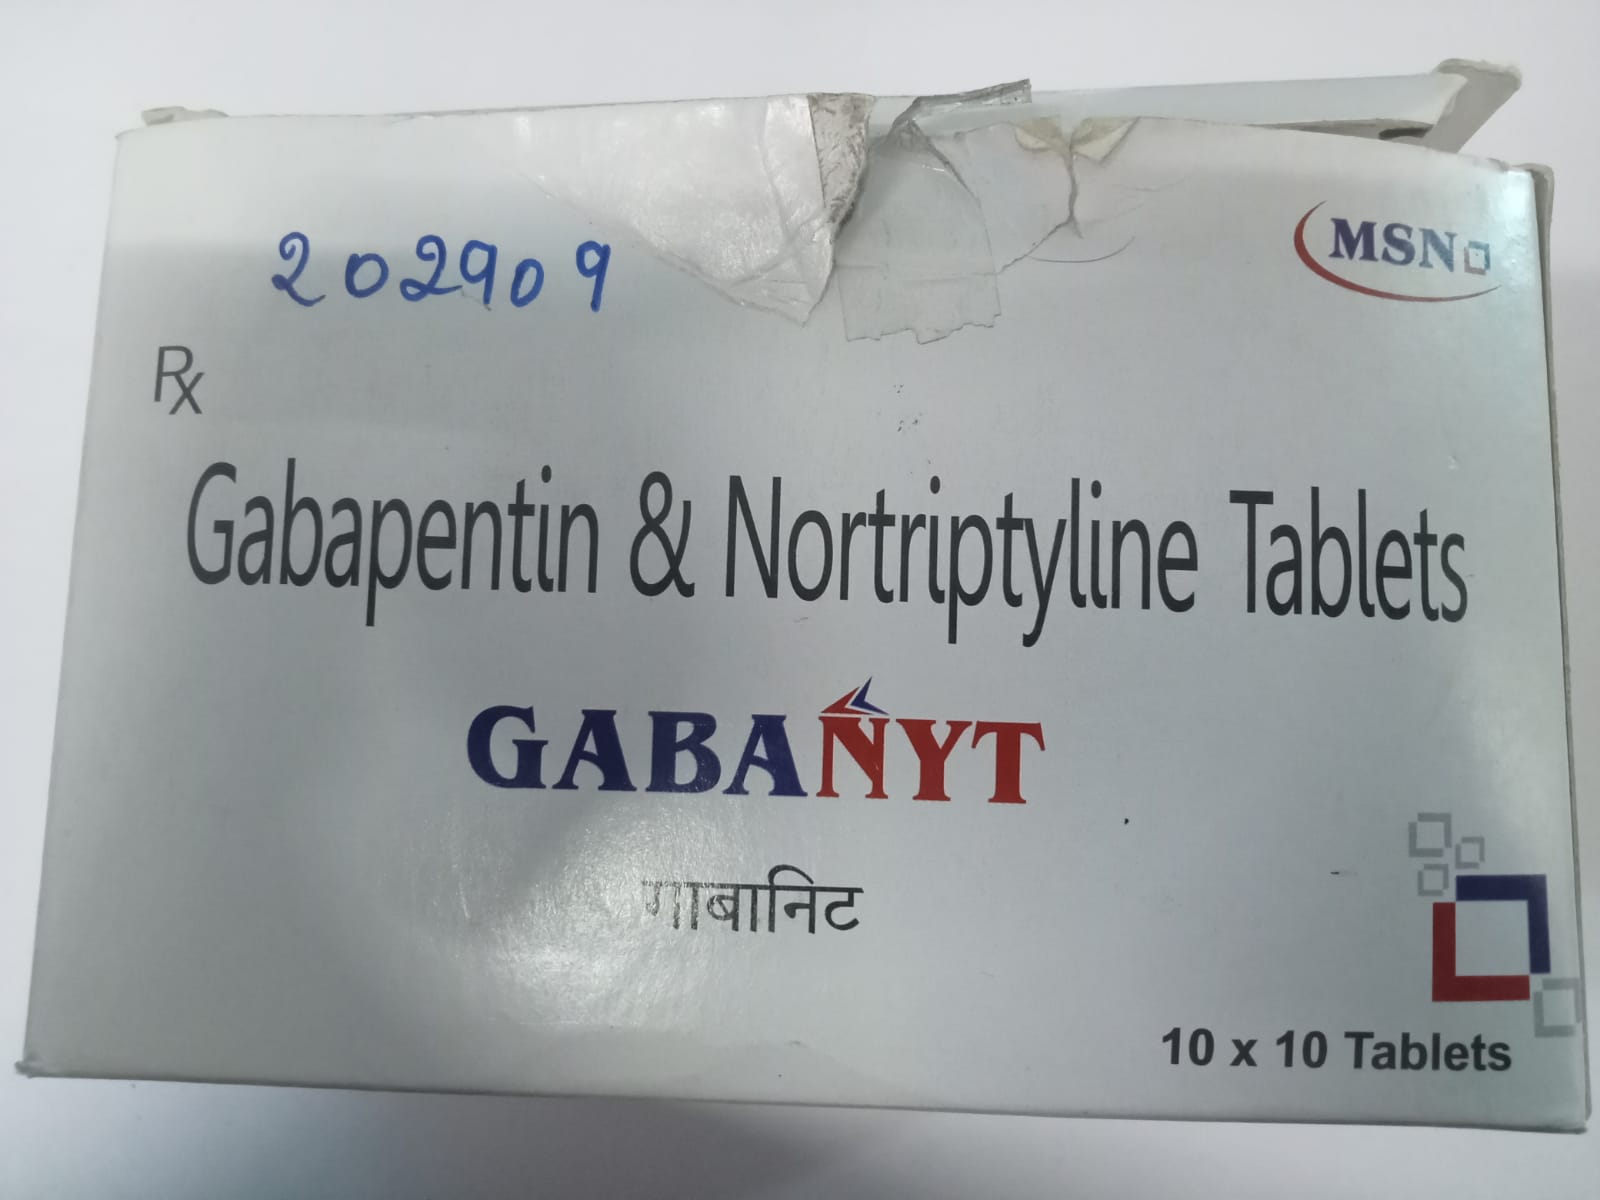 202909
MSN
Rx
Gabapentin & Nortriptyline Tablets
GABANYT
गाबानिट
10 x 10 Tablets